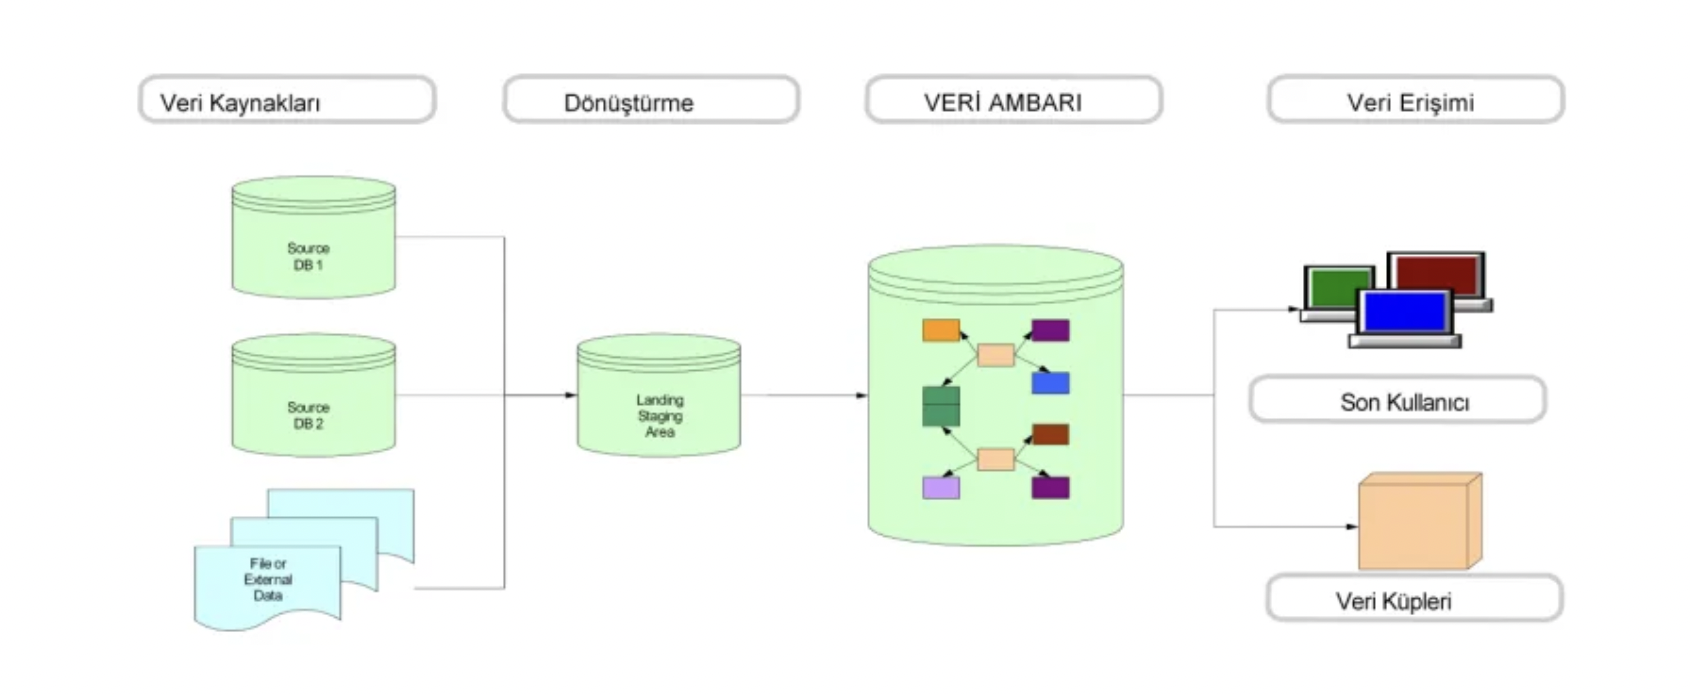 Veri Kaynakları
Dönüştürme
VERİ AMBARI
Veri Erişimi
Source
DB 1
Source
DB 2
File or
External
Data
Landing
Staging
Area
Son Kullanıcı
Veri Küpleri